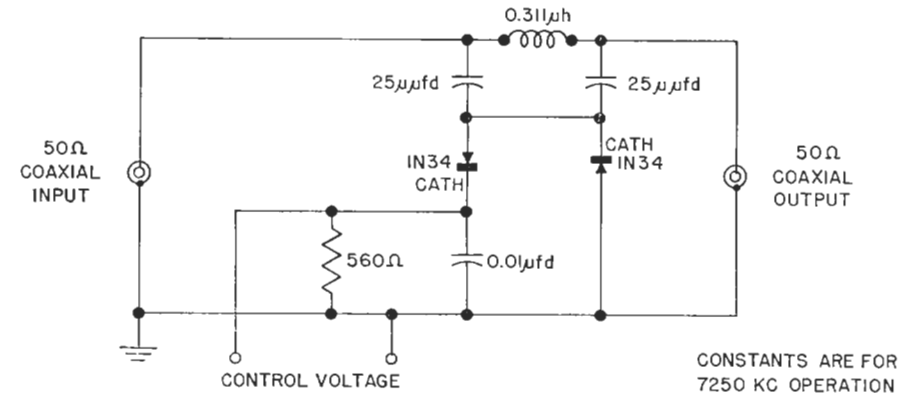 0.311μh
25μμfd
25μμfd
CATH
IN34
IN34
CATH
50Ω
COAXIAL
INPUT
50Ω
COAXIAL
OUTPUT
560Ω
0.01μfd
CONTROL VOLTAGE
CONSTANTS ARE FOR
7250 KC OPERATION